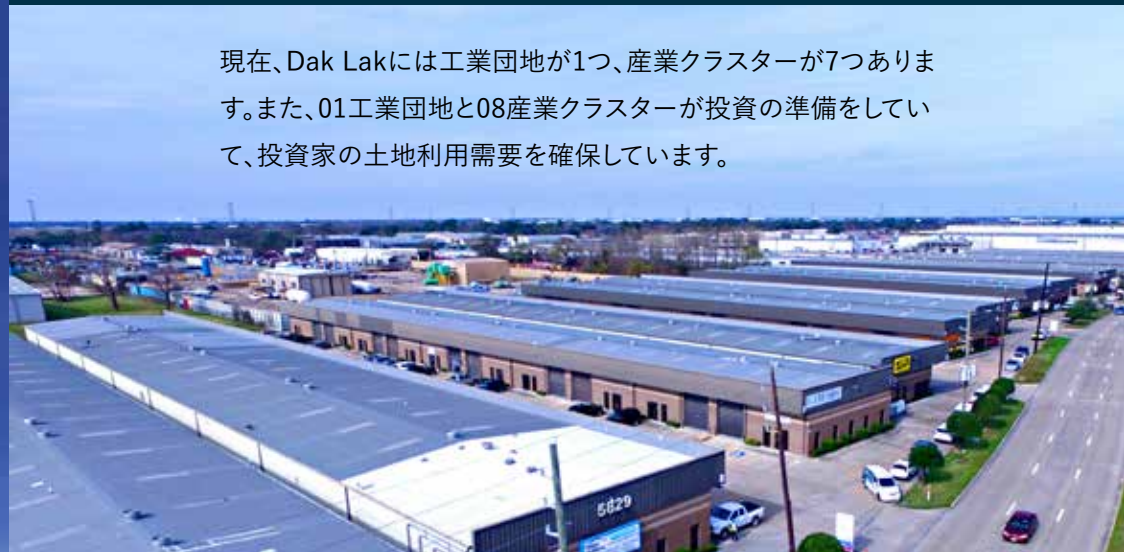 現在、Dak Lakには工業団地が1つ、産業クラスターが7つありま
す。また、01工業団地と08産業クラスターが投資の準備をしてい
て、投資家の土地利用需要を確保しています。
5829